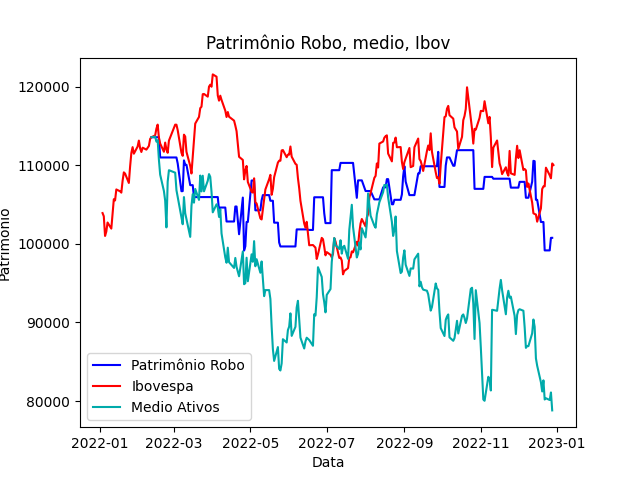 Patrimônio Robo, medio, Ibov
120000
110000
100000
90000
80000
Patrimonio
Patrimônio Robo
Ibovespa
Medio Ativos
2022-01
2022-03
2022-05
2022-07
2022-09
2022-11
2023-01
Data